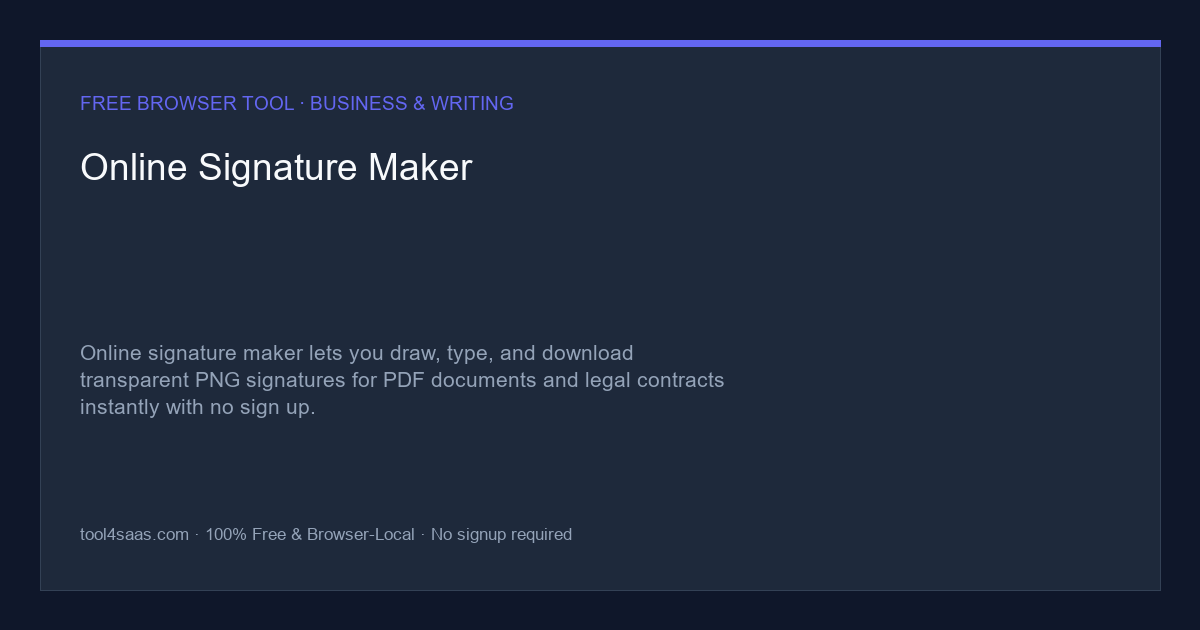 FREE BROWSER TOOL · BUSINESS & WRITING
Online Signature Maker
Online signature maker lets you draw, type, and download
transparent PNG signatures for PDF documents and legal contracts
instantly with no sign up.
tool4saas.com · 100% Free & Browser-Local · No signup required